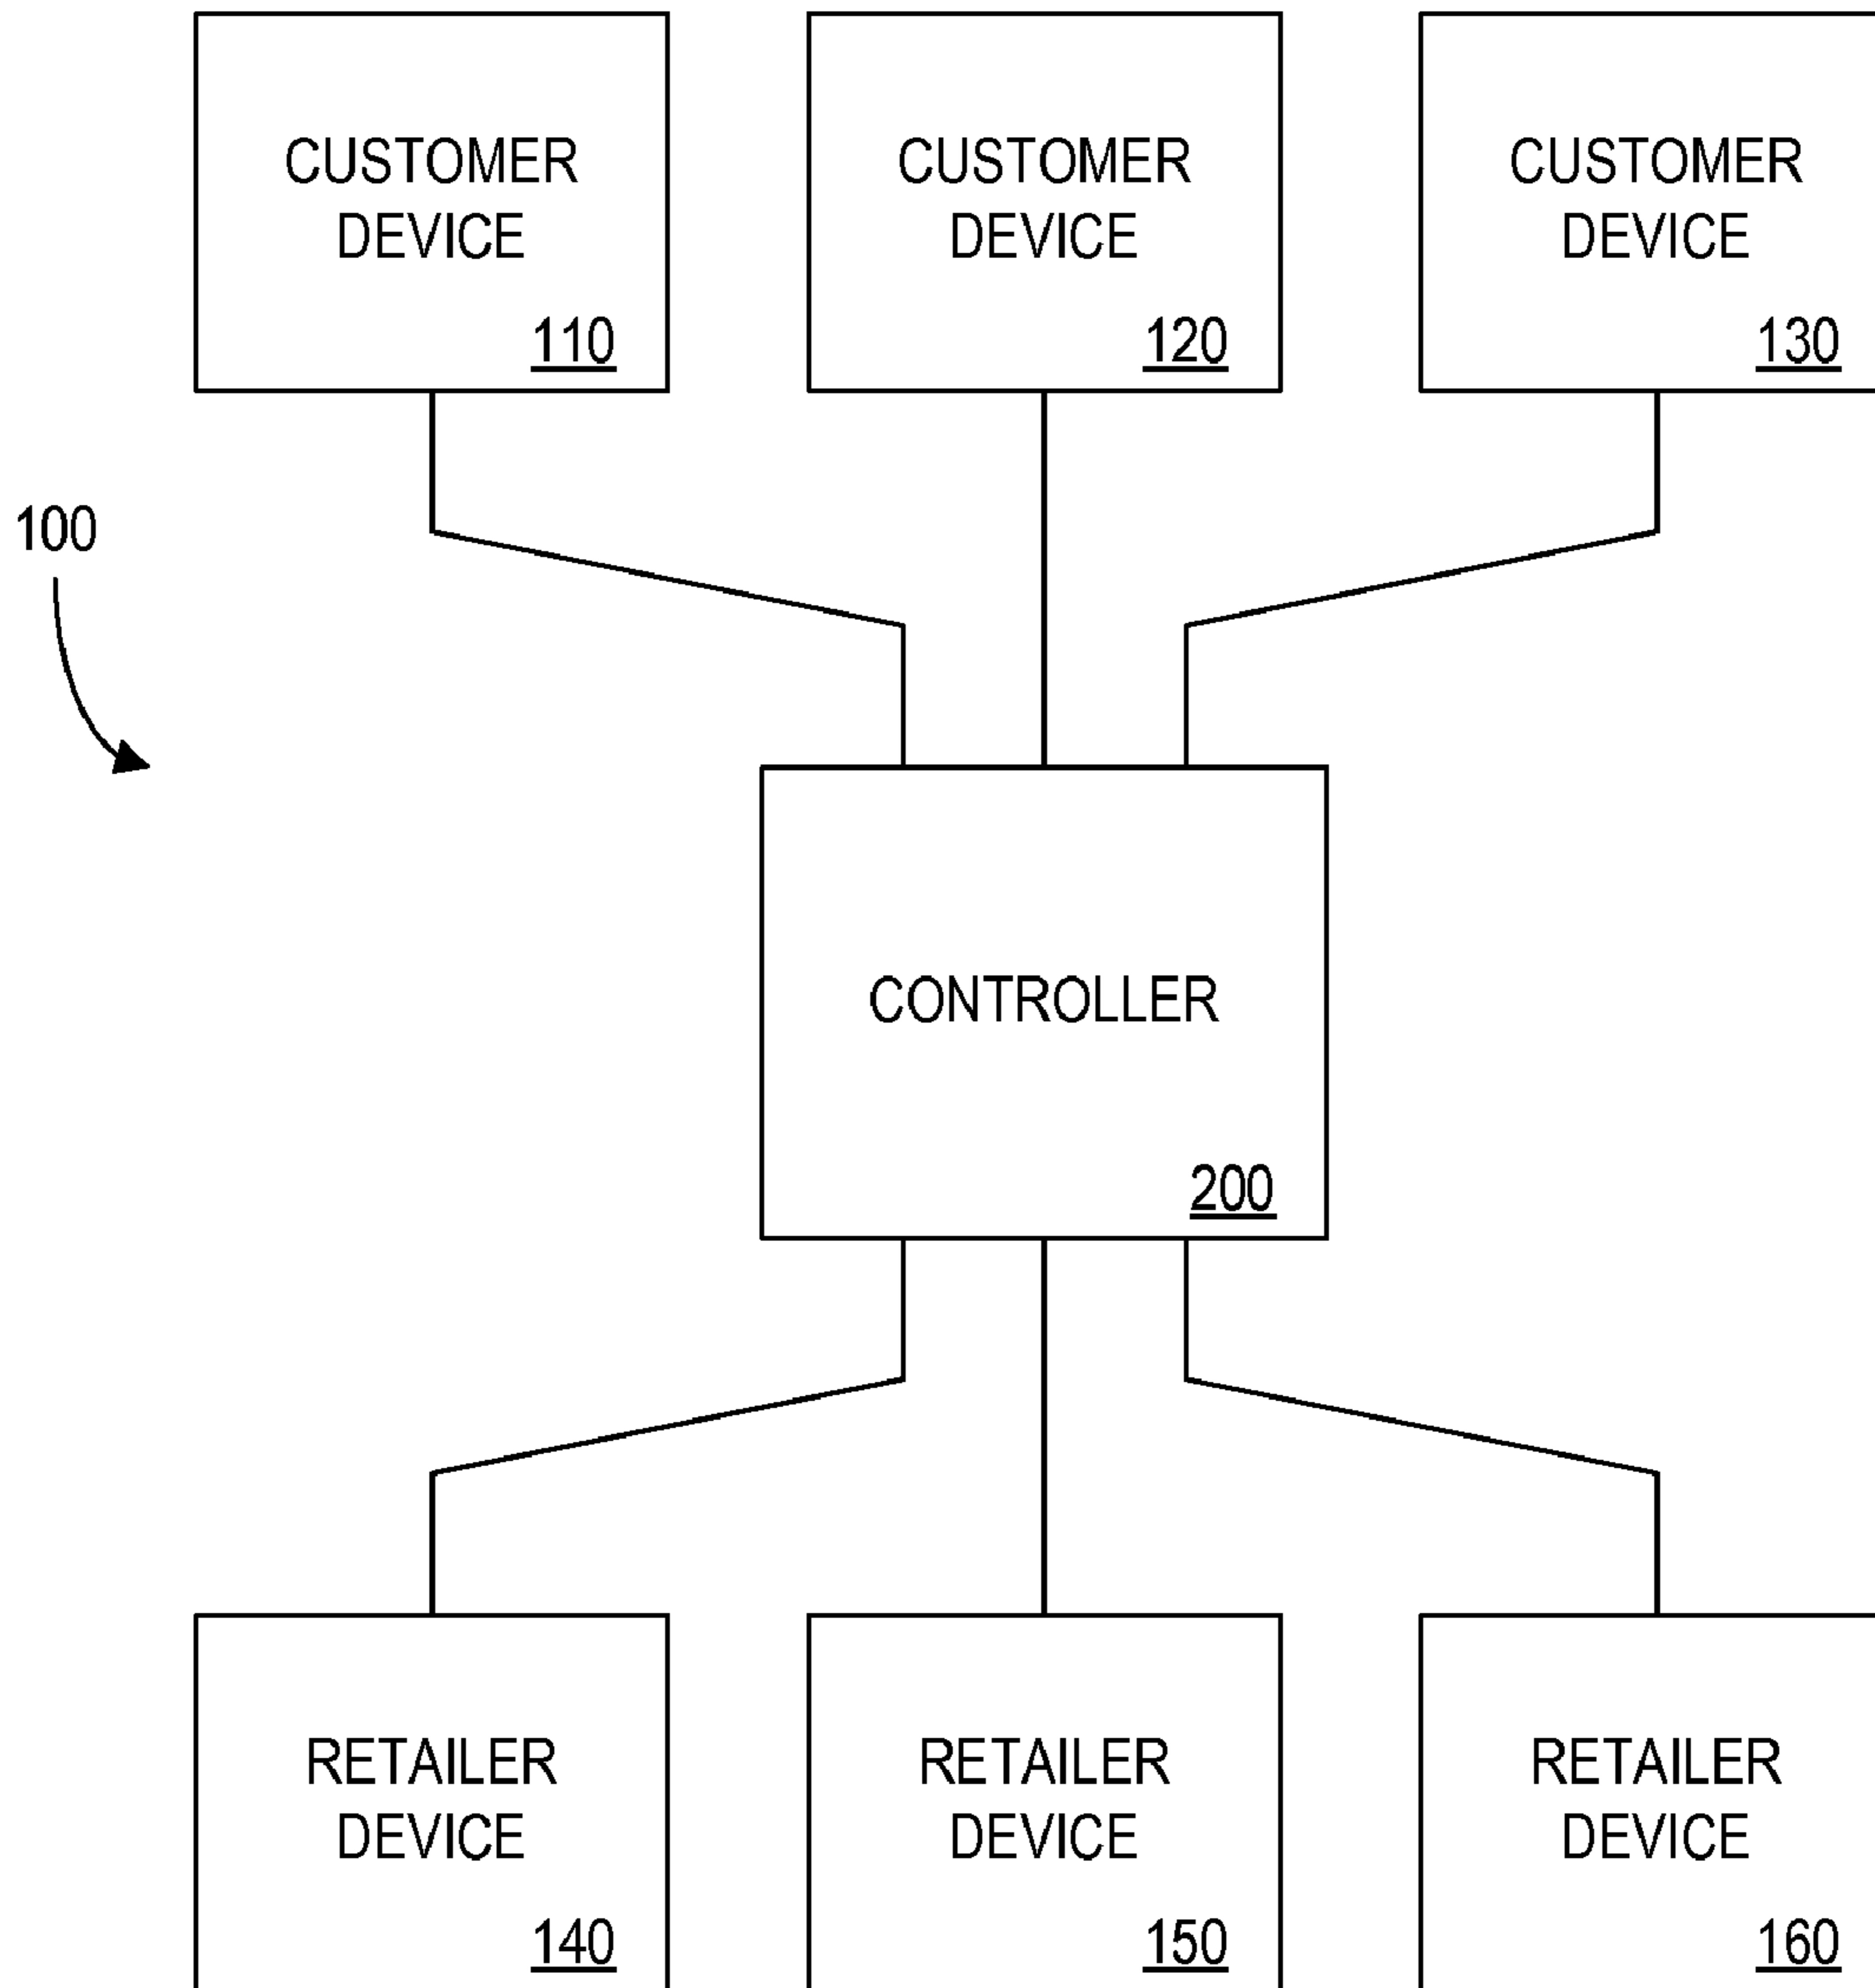 CUSTOMER
DEVICE
110
CUSTOMER
DEVICE
120
CUSTOMER
DEVICE
130
100
CONTROLLER
200
RETAILER
DEVICE
140
RETAILER
DEVICE
150
RETAILER
DEVICE
160